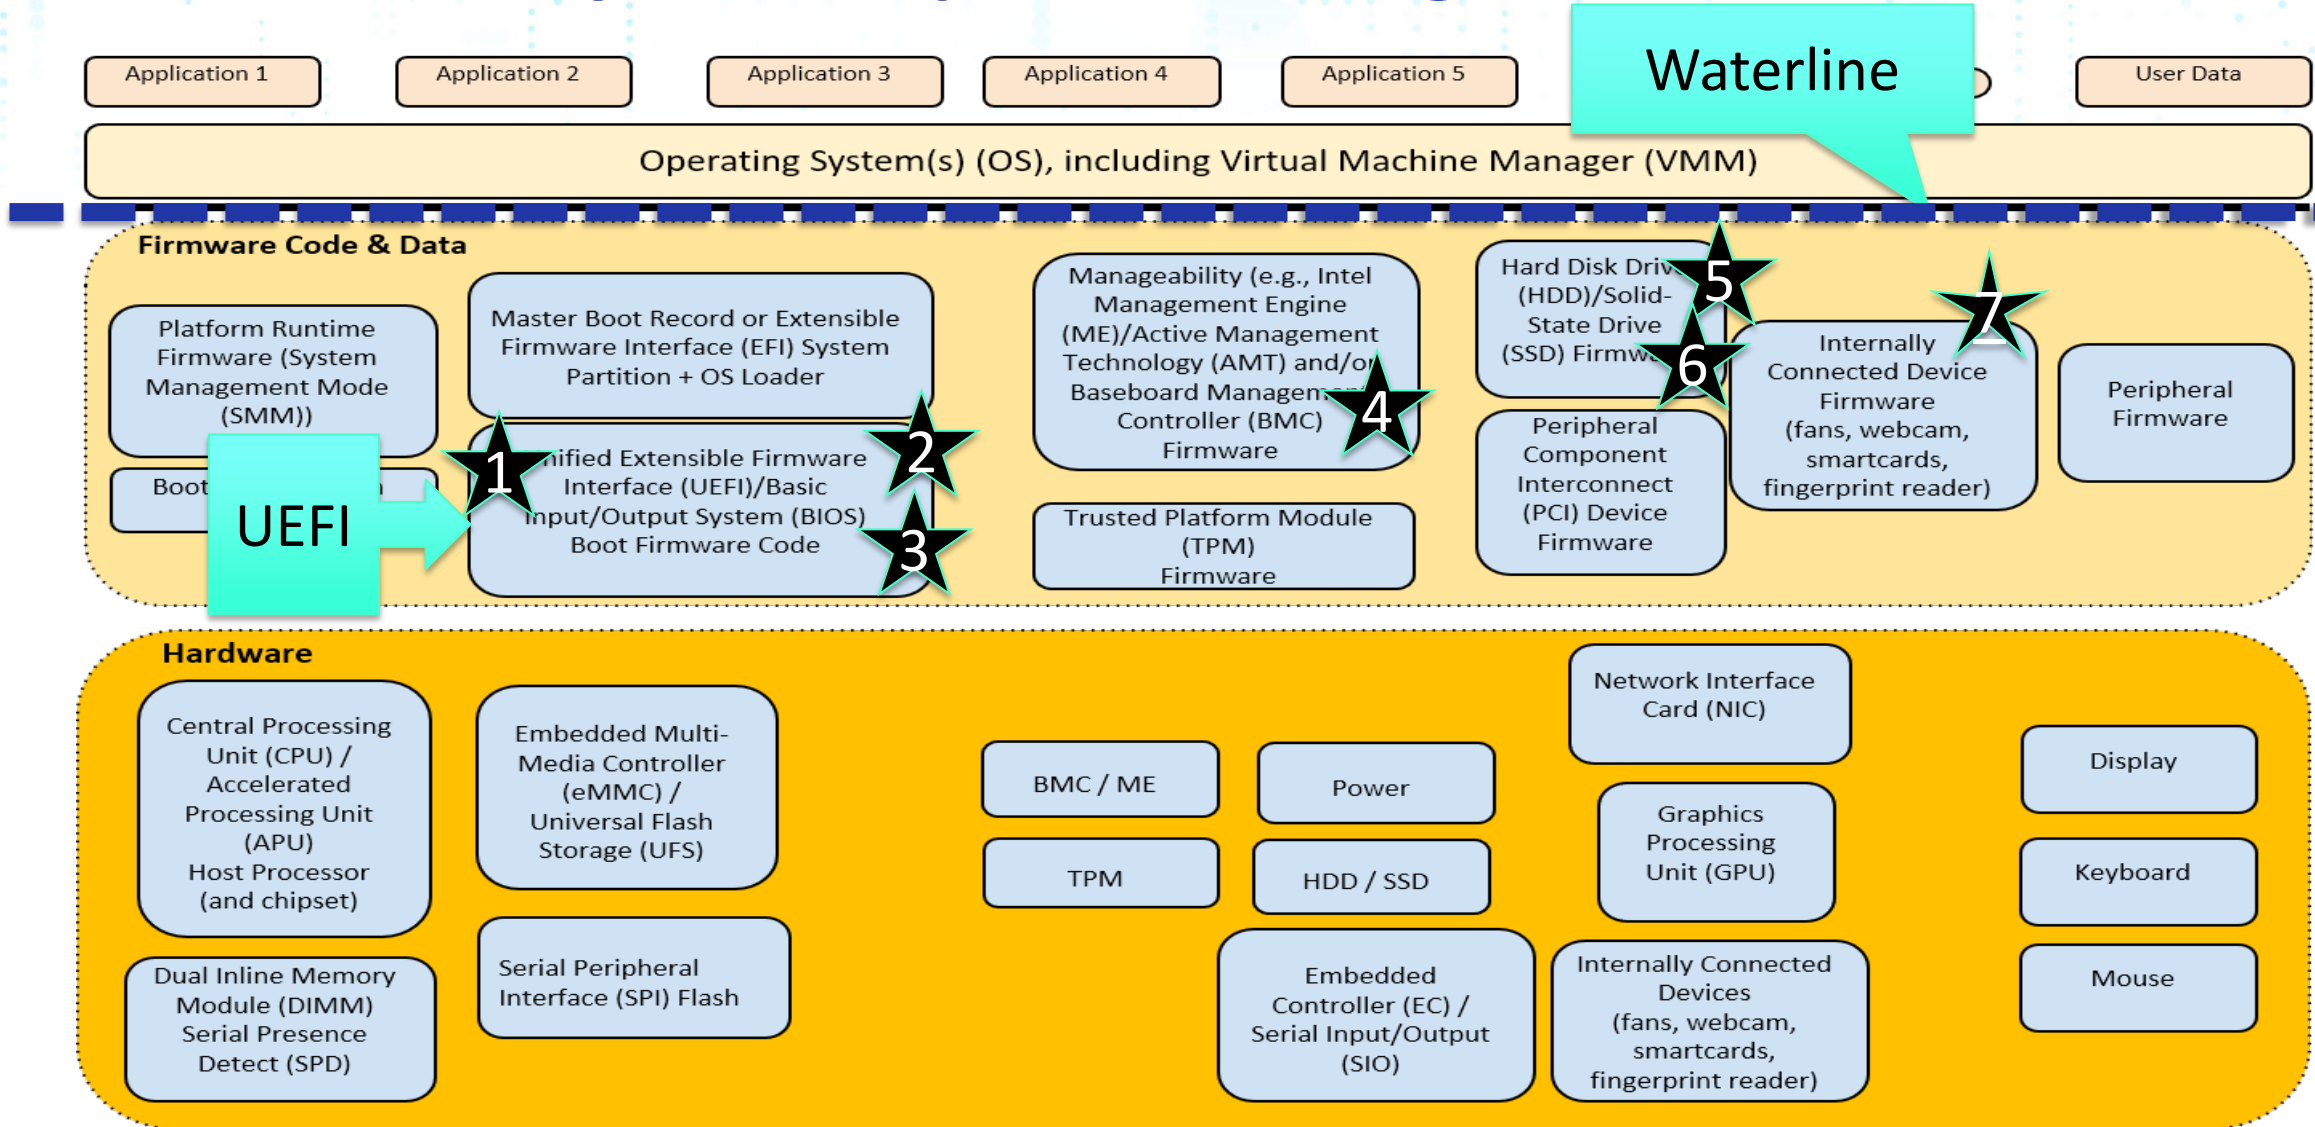 Application 1
Application 2
Application 3
Application 4
Application 5
Waterline
User Data
Operating System(s) (OS), including Virtual Machine Manager (VMM)
Firmware Code & Data
Platform Runtime
Firmware (System
Management Mode
(SMM))
Boot
UEFI
Master Boot Record or Extensible
Firmware Interface (EFI) System
Partition + OS Loader
1
2
3
Unified Extensible Firmware
Interface (UEFI)/Basic
Input/Output System (BIOS)
Boot Firmware Code
Manageability (e.g., Intel
Management Engine
(ME)/Active Management
Technology (AMT) and/or
Baseboard Management
Controller (BMC)
Firmware
4
Trusted Platform Module
(TPM)
Firmware
Hard Disk Drive
(HDD)/Solid-
State Drive
(SSD) Firmware
5
6
Peripheral
Component
Interconnect
(PCI) Device
Firmware
7
Internally
Connected Device
Firmware
(fans, webcam,
smartcards,
fingerprint reader)
Peripheral
Firmware
Hardware
Central Processing
Unit (CPU) /
Accelerated
Processing Unit
(APU)
Host Processor
(and chipset)
Dual Inline Memory
Module (DIMM)
Serial Presence
Detect (SPD)
Embedded Multi-
Media Controller
(eMMC) /
Universal Flash
Storage (UFS)
Serial Peripheral
Interface (SPI) Flash
BMC / ME
TPM
Power
HDD / SSD
Embedded
Controller (EC) /
Serial Input/Output
(SIO)
Network Interface
Card (NIC)
Graphics
Processing
Unit (GPU)
Internally Connected
Devices
(fans, webcam,
smartcards,
fingerprint reader)
Display
Keyboard
Mouse